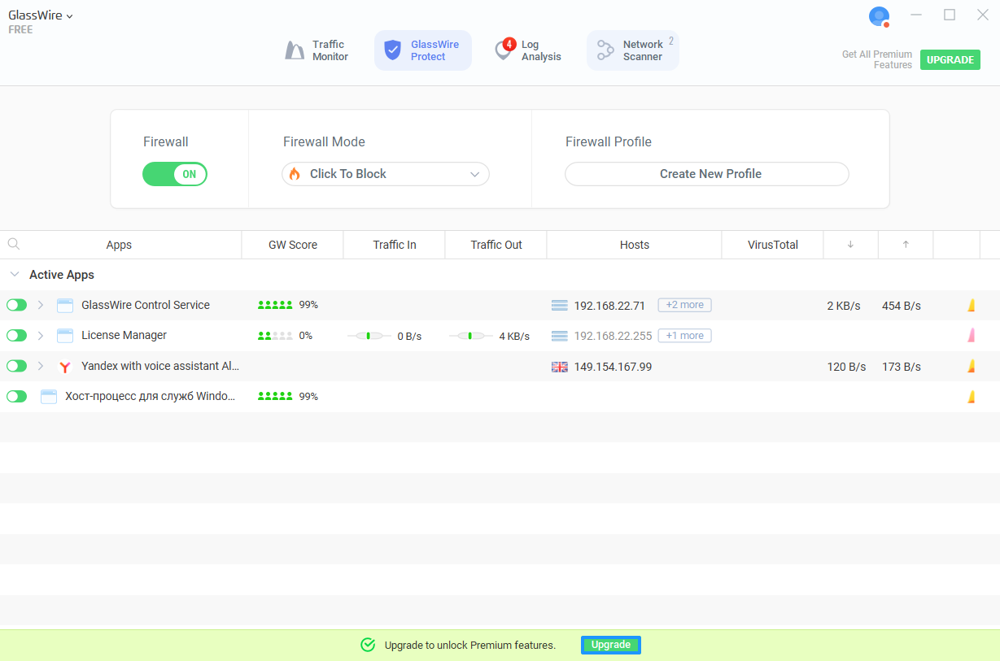 GlassWire
FREE
Traffic
Monitor
GlassWire
Protect
4
Log
Analysis
Network
Scanner
2
Get All Premium
Features
UPGRADE
Firewall
Firewall Mode
Firewall Profile
ON
Click To Block
Create New Profile
Apps GW Score Traffic In Traffic Out Hosts VirusTotal ↓ ↑
Active Apps
GlassWire Control Service 99% 192.168.22.71 +2 more 2 KB/s 454 B/s
License Manager 0% 0 B/s 4 KB/s 192.168.22.255 +1 more
Yandex with voice assistant Al... 149.154.167.99 120 B/s 173 B/s
Хост-процесс для служб Windo... 99%
Upgrade to unlock Premium features. Upgrade